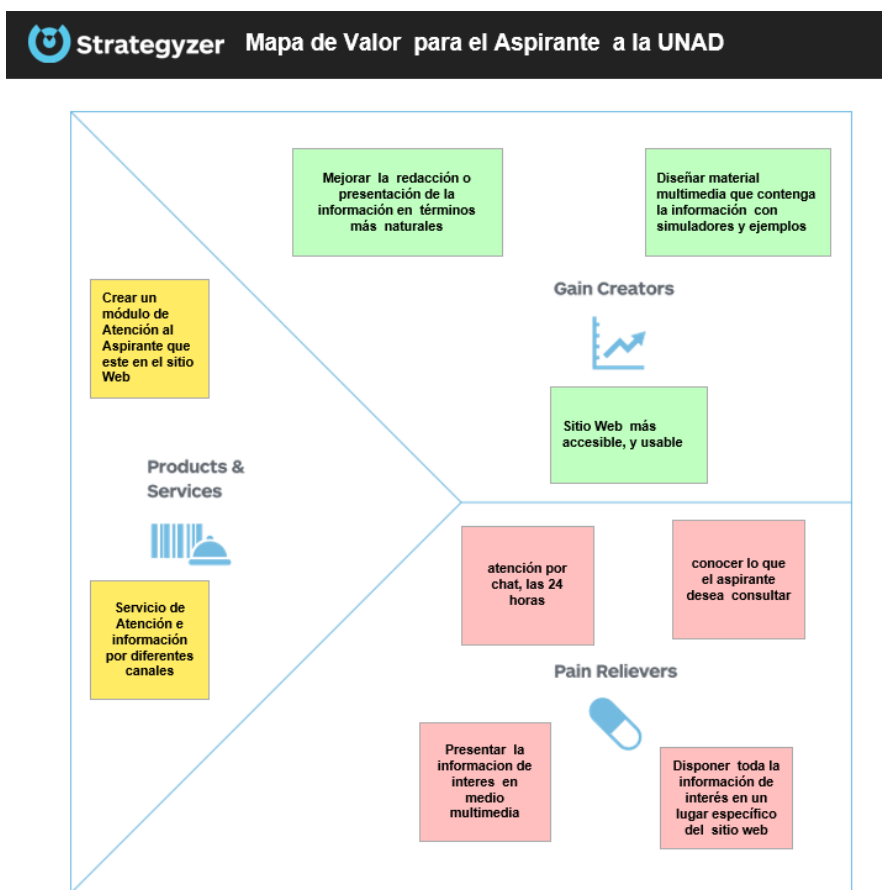 Strategyzer Mapa de Valor para el Aspirante a la UNAD
Mejorar la redacción o
presentación de la
información en términos
más naturales
Diseñar material
multimedia que contenga
la información con
simuladores y ejemplos
Gain Creators
Sitio Web más
accesible, y usable
Crear un
módulo de
Atención al
Aspirante que
este en el sitio
Web
Products &
Services
Servicio de
Atención e
información
por diferentes
canales
atención por
chat, las 24
horas
conocer lo que
el aspirante
desea consultar
Pain Relievers
Presentar la
informacion de
interes en
medio
multimedia
Disponer toda la
información de
interés en un
lugar específico
del sitio web